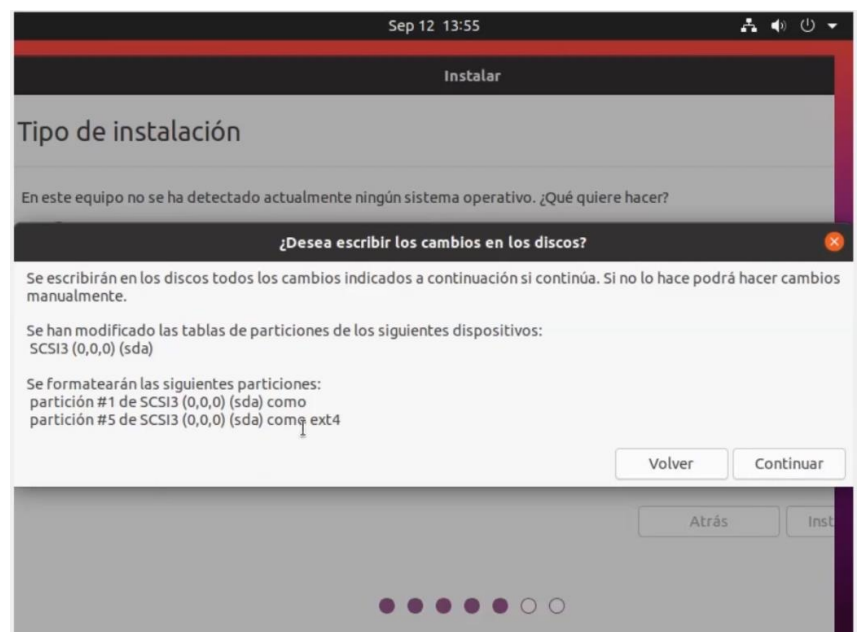 Sep 12 13:55
Instalar
Tipo de instalación
En este equipo no se ha detectado actualmente ningún sistema operativo. ¿Qué quiere hacer?
¿Desea escribir los cambios en los discos?
Se escribirán en los discos todos los cambios indicados a continuación si continúa. Si no lo hace podrá hacer cambios
manualmente.
Se han modificado las tablas de particiones de los siguientes dispositivos:
SCSI3 (0,0,0) (sda)
Se formatearán las siguientes particiones:
partición #1 de SCSI3 (0,0,0) (sda) como
partición #5 de SCSI3 (0,0,0) (sda) como ext4
Volver Continuar
Atrás Inst